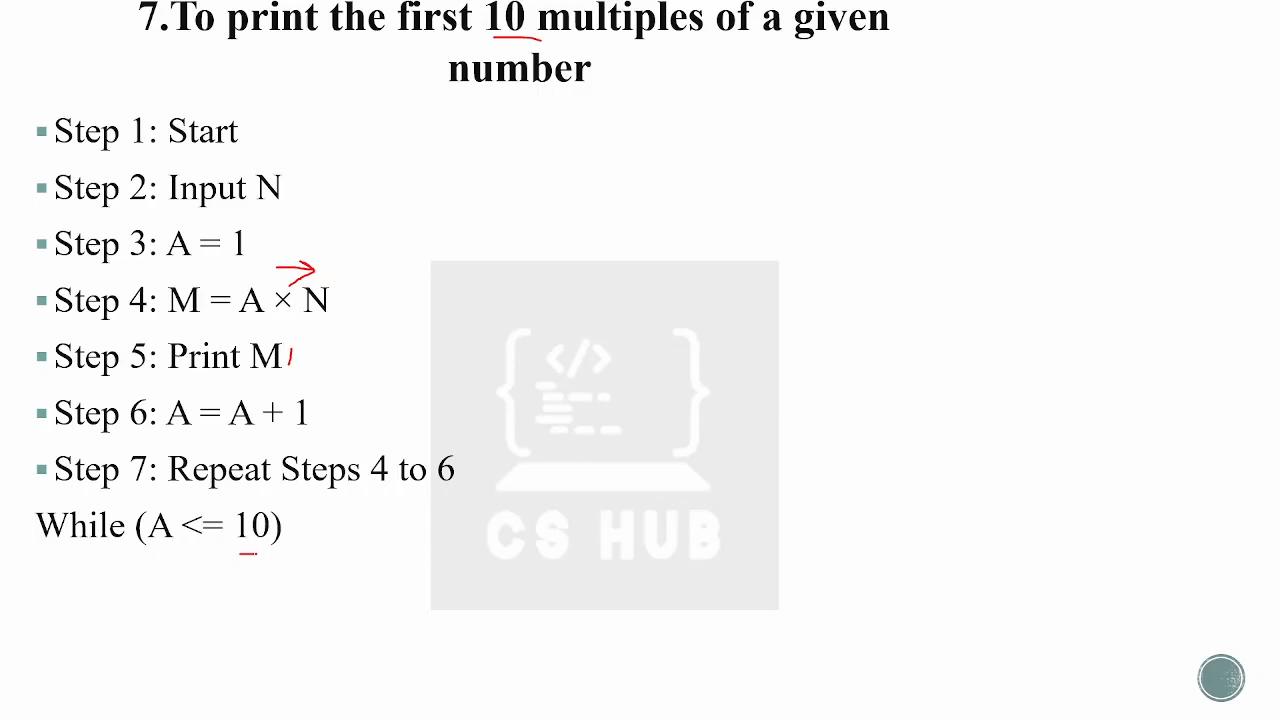 7.To print the first 10 multiples of a given
number
▪ Step 1: Start
▪ Step 2: Input N
▪ Step 3: A = 1
▪ Step 4: M = A × N
▪ Step 5: Print M
▪ Step 6: A = A + 1
▪ Step 7: Repeat Steps 4 to 6
While (A <= 10)
</>
CS HUB